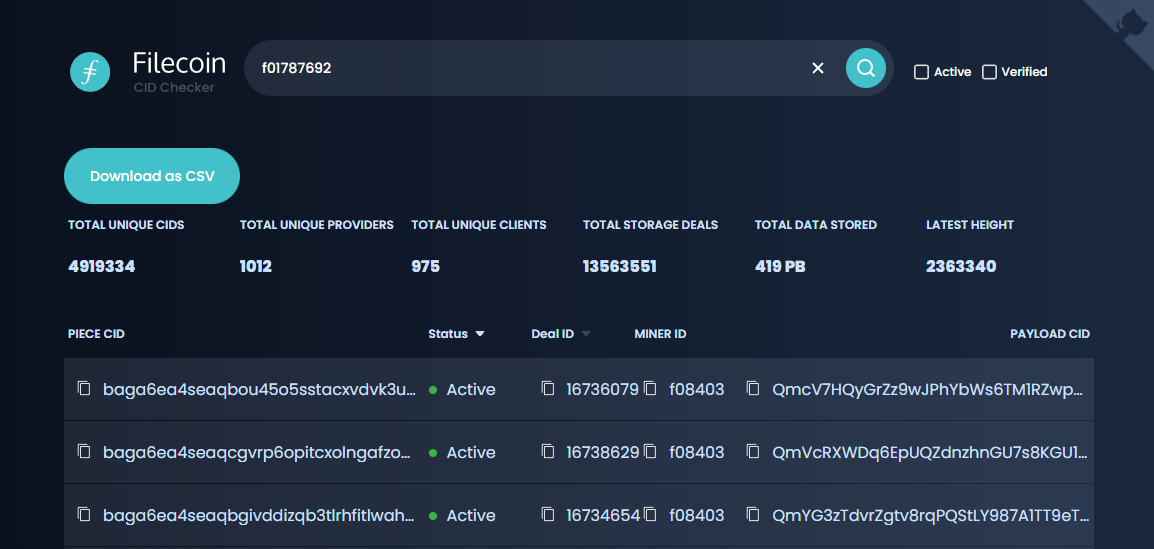 Filecoin
CID Checker
f01787692
Active
Verified
Download as CSV
TOTAL UNIQUE CIDS TOTAL UNIQUE PROVIDERS TOTAL UNIQUE CLIENTS TOTAL STORAGE DEALS TOTAL DATA STORED LATEST HEIGHT
4919334 1012 975 13563551 419 PB 2363340
PIECE CID Status Deal ID MINER ID PAYLOAD CID
baga6ea4seaqbou45o5sstacxvdvk3u... Active 16736079 f08403 QmcV7HQyGrZz9wJPhYbWs6TM1RZwp...
baga6ea4seaqcgvrp6opitcxolngafzo... Active 16738629 f08403 QmVcRXWDq6EpUQZdnzhnGU7s8KGU1...
baga6ea4seaqbgivddizqb3tlrhfitlwah... Active 16734654 f08403 QmYG3zTdvrZgtv8rqPQStLY987A1TT9eT...